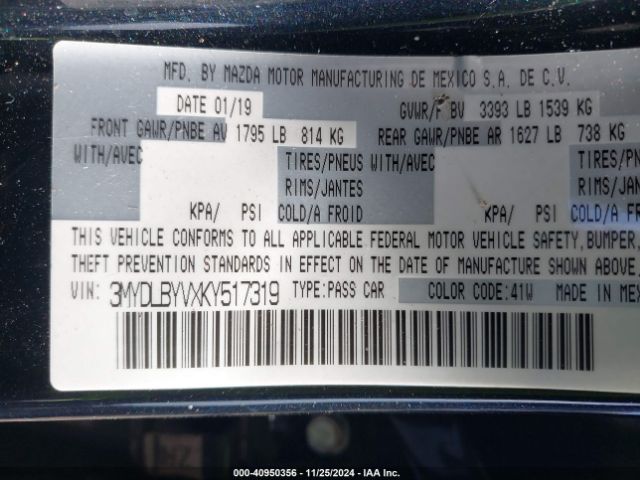 MFD. BY MAZDA MOTOR MANUFACTURING DE MEXICO S.A. DE C.V.
DATE 01/19 GVWR/P BV 3393 LB 1539 KG
FRONT GAWR/PNBE AV 1795 LB 814 KG REAR GAWR/PNBE AR 1627 LB 738 KG
WITH/AVEC TIRES/PNEUS WITH/AVEC TIRES/PN
RIMS/JANTES RIMS/JANTES
KPA/ PSI COLD/A FROID KPA/ PSI COLD/A FROID
THIS VEHICLE CONFORMS TO ALL APPLICABLE FEDERAL MOTOR VEHICLE SAFETY, BUMPER,
THEFT PREVENTION STANDARDS IN EFFECT ON THE DATE OF MANUFACTURE SHOWN ABOVE.
VIN: 3MYDLBYVXKY517319 TYPE:PASS CAR COLOR CODE:41W MADE IN MEX
000-40950356 - 11/25/2024 - IAA Inc.